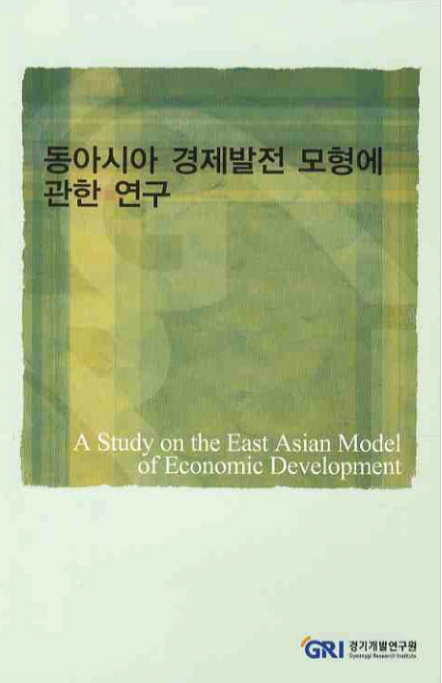 동아시아 경제발전 모형에
관한 연구
A Study on the East Asian Model
of Economic Development
GRI 경기개발연구원
Gyeonggi Research Institute